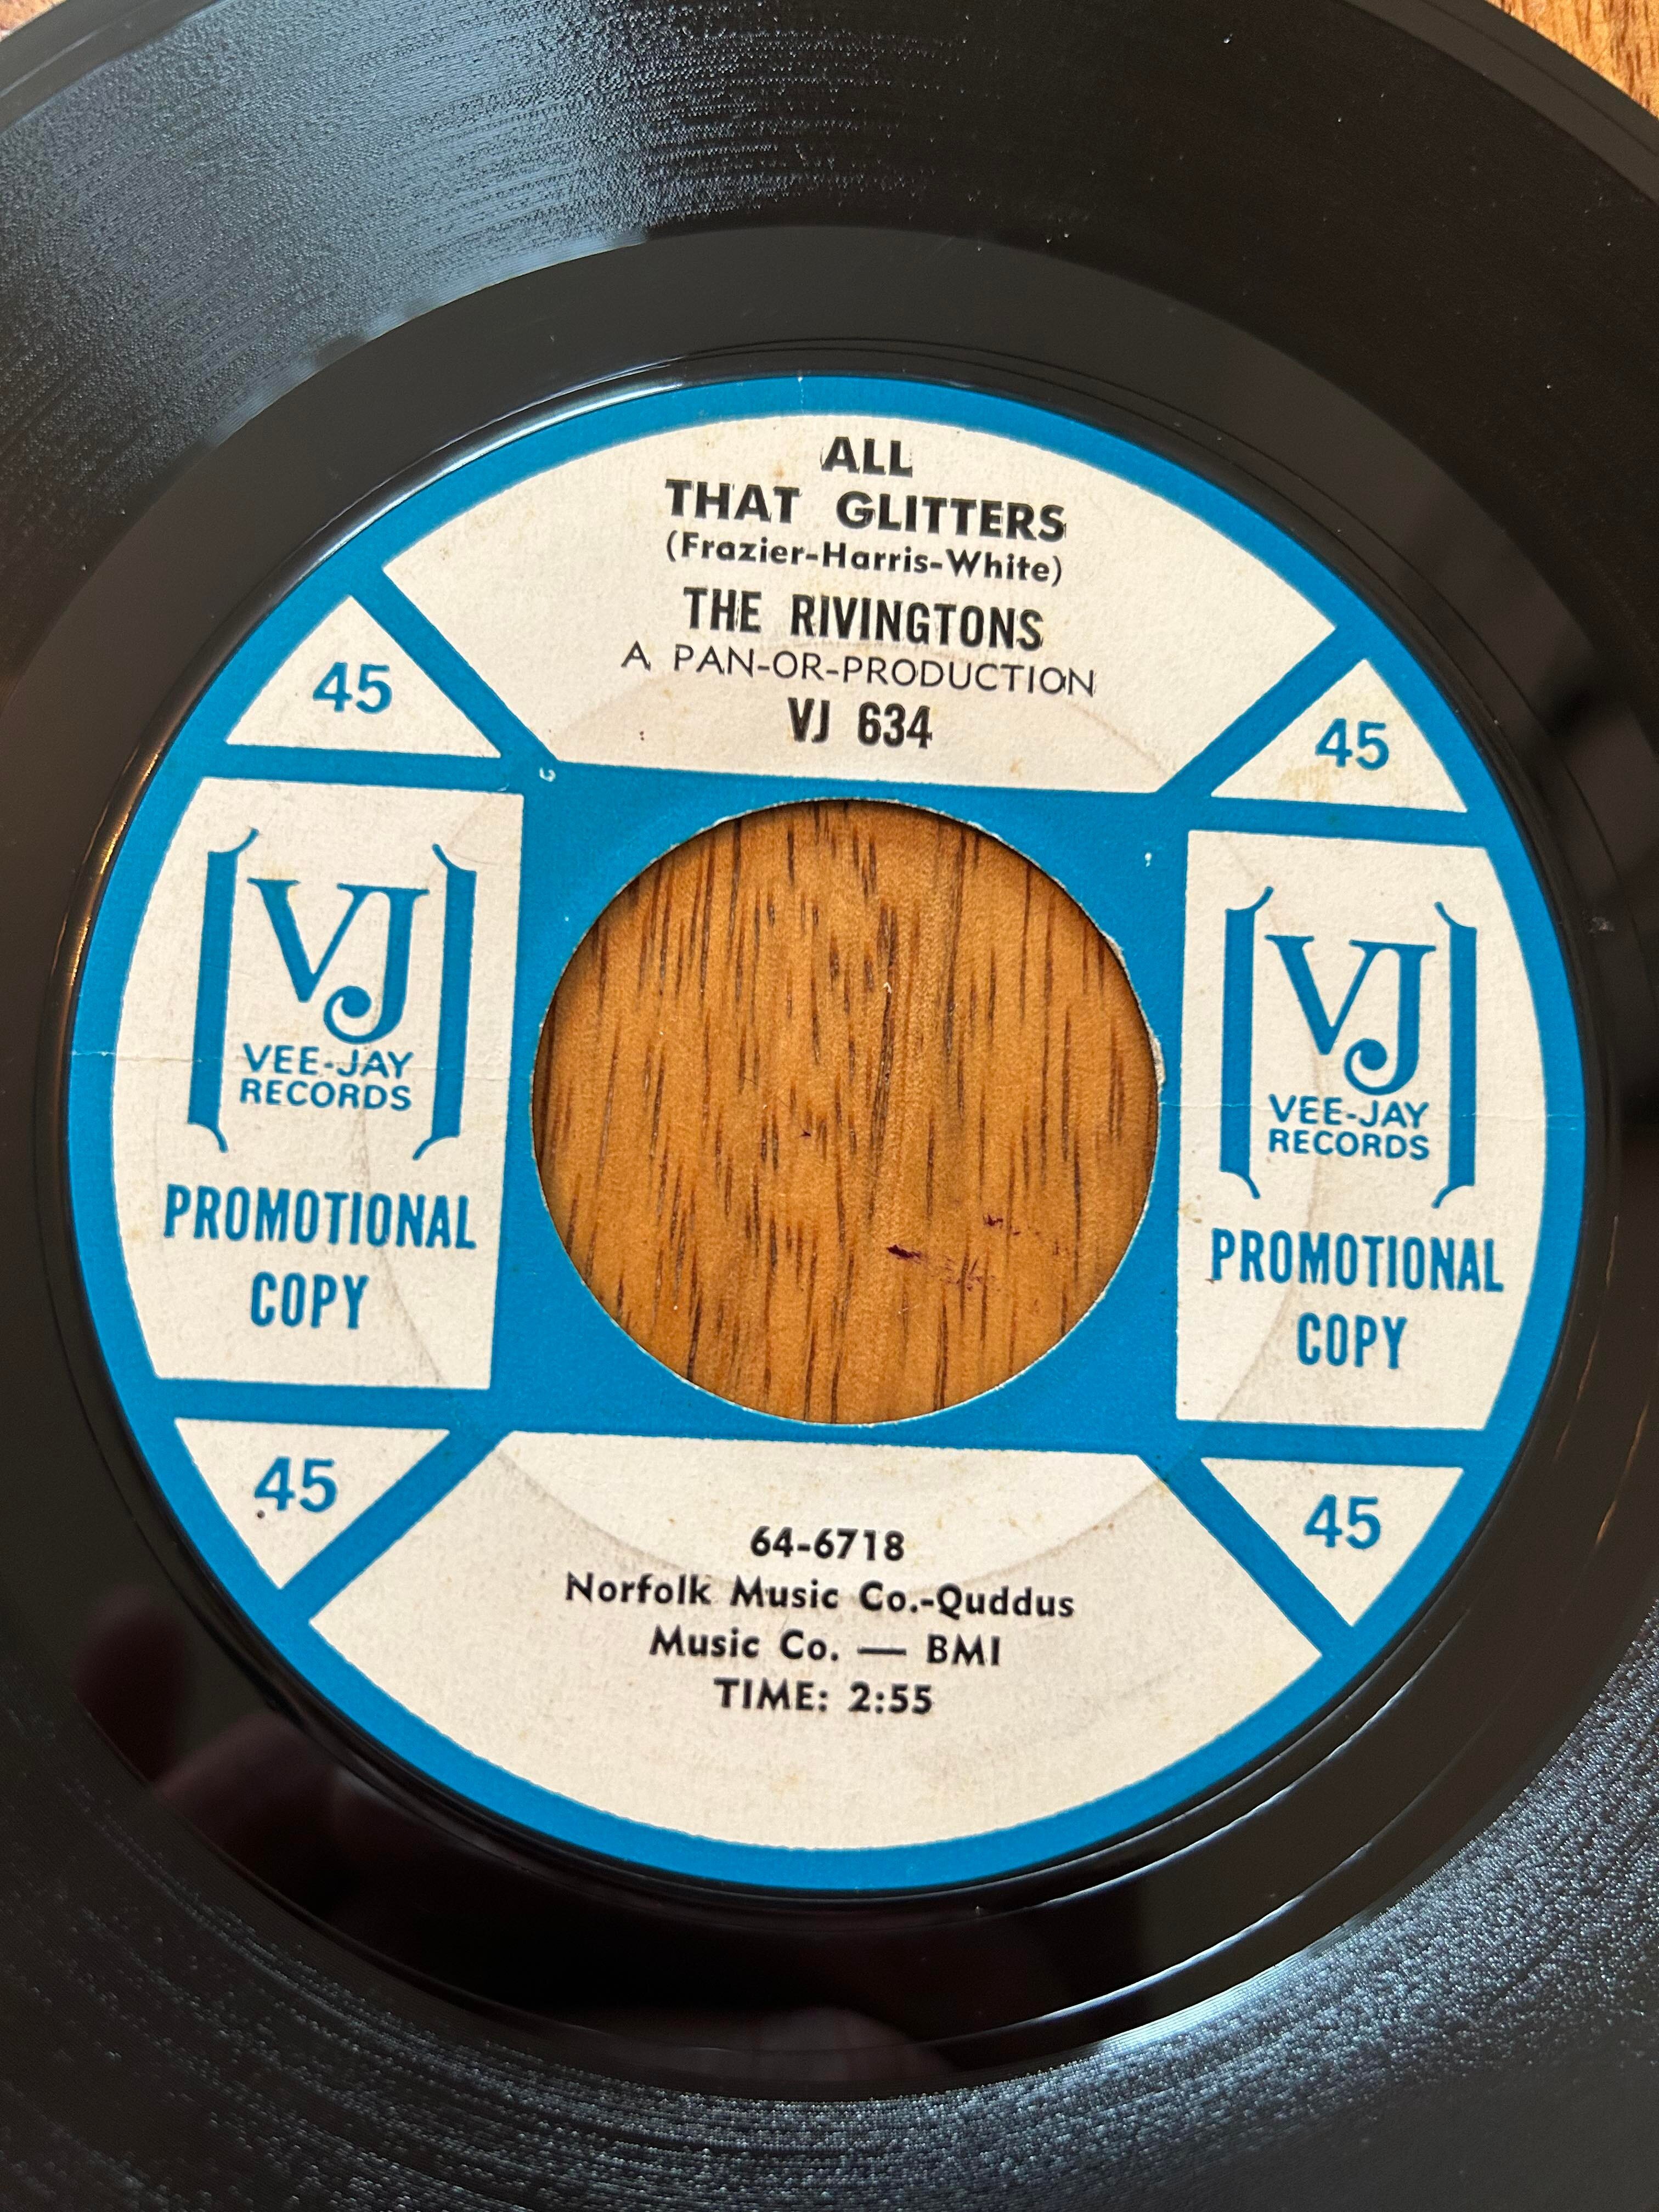 ALL
THAT GLITTERS
(Frazier-Harris-White)
THE RIVINGTONS
A PAN-OR-PRODUCTION
VJ 634
45
45
VJ
VEE-JAY
RECORDS
PROMOTIONAL
COPY
VJ
VEE-JAY
RECORDS
PROMOTIONAL
COPY
45
45
64-6718
Norfolk Music Co.-Quddus
Music Co. — BMI
TIME: 2:55